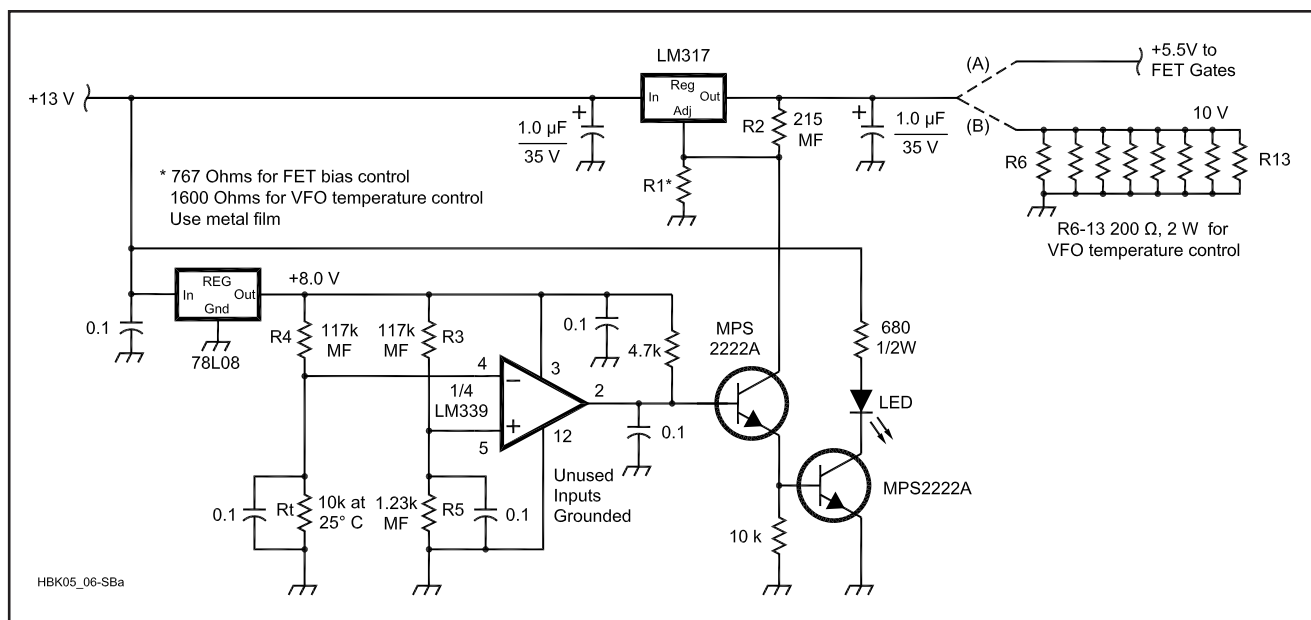 LM317
Reg
In
Out
Adj
+13 V
+
1.0 µF
35 V
R2
215
MF
R1*
+
1.0 µF
35 V
(A)
(B)
+5.5V to
FET Gates
10 V
R6
R13
R6-13 200 Ω, 2 W for
VFO temperature control
* 767 Ohms for FET bias control
1600 Ohms for VFO temperature control
Use metal film
REG
In
Out
Gnd
78L08
+8.0 V
0.1
R4
117k
MF
117k
MF
R3
4
1/4
LM339
5
−
+
3
2
12
0.1
4.7k
0.1
MPS
2222A
680
1/2W
LED
MPS2222A
Unused
Inputs
Grounded
0.1
Rt
10k at
25° C
1.23k
MF
R5
0.1
10 k
HBK05_06-SBa